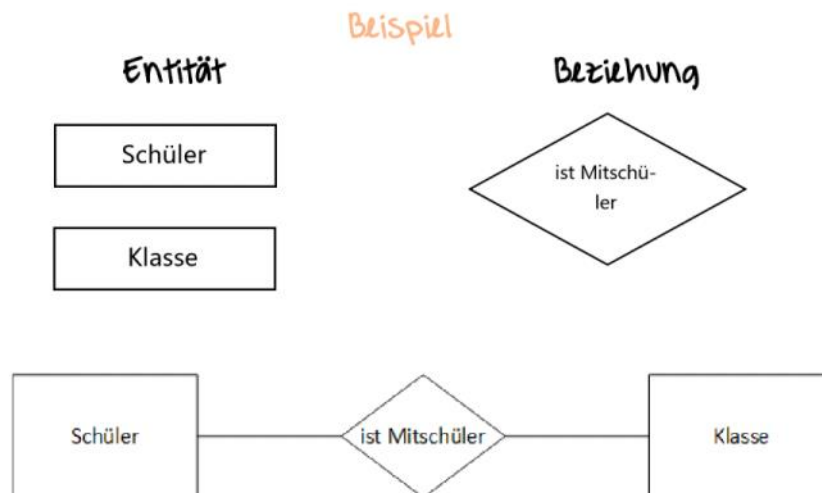 Beispiel
Entität
Beziehung
Schüler
ist Mitschü-
ler
Klasse
Schüler
ist Mitschüler
Klasse